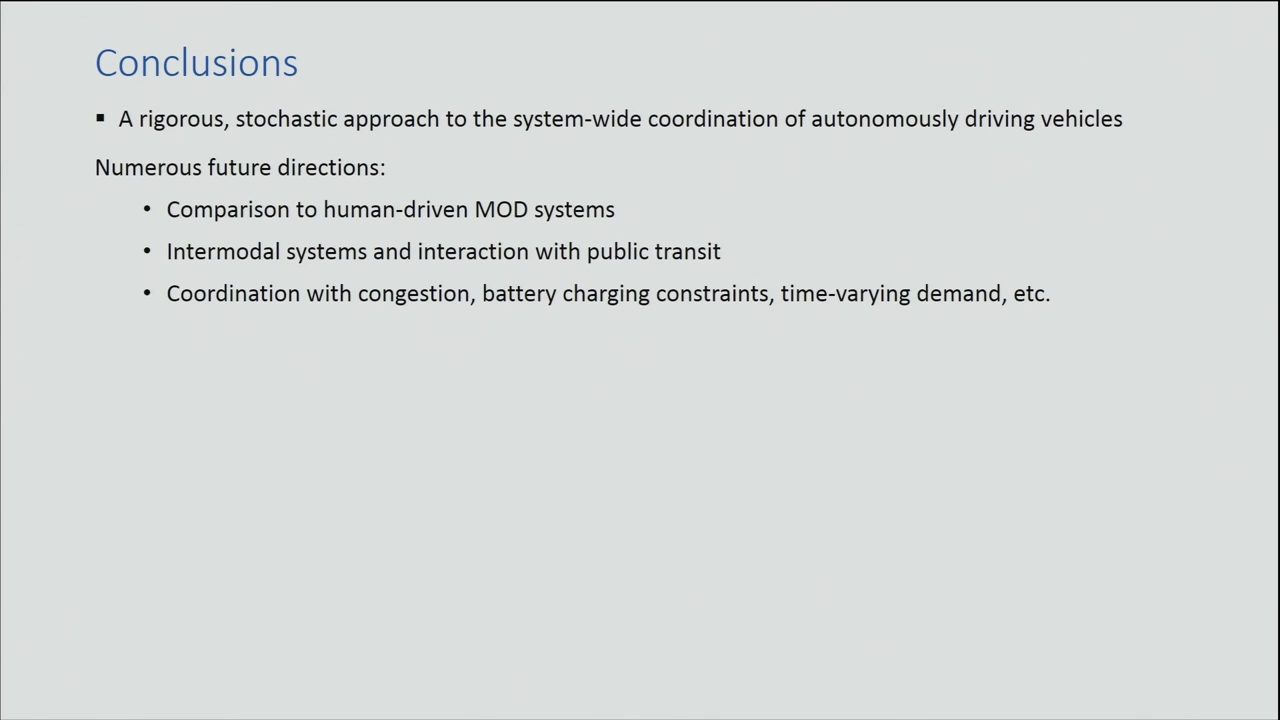 Conclusions
▪ A rigorous, stochastic approach to the system-wide coordination of autonomously driving vehicles
Numerous future directions:
• Comparison to human-driven MOD systems
• Intermodal systems and interaction with public transit
• Coordination with congestion, battery charging constraints, time-varying demand, etc.